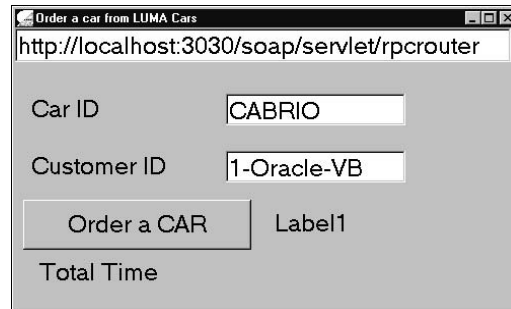 Order a car from LUMA Cars
http://localhost:3030/soap/servlet/rpcrouter
Car ID CABRIO
Customer ID 1-Oracle-VB
Order a CAR Label1
Total Time